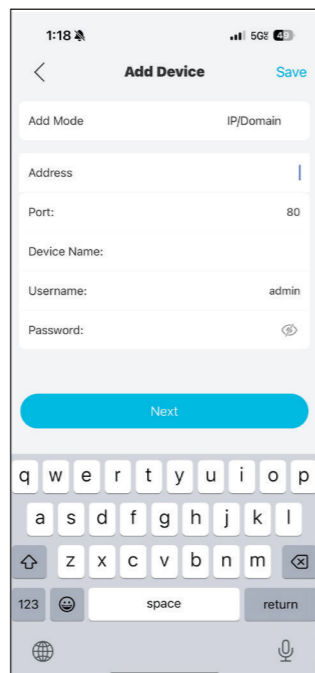 1:18 5G 49
Add Device Save
Add Mode IP/Domain
Address
Port: 80
Device Name:
Username: admin
Password:
Next
q w e r t y u i o p
a s d f g h j k l
z x c v b n m
123 space return